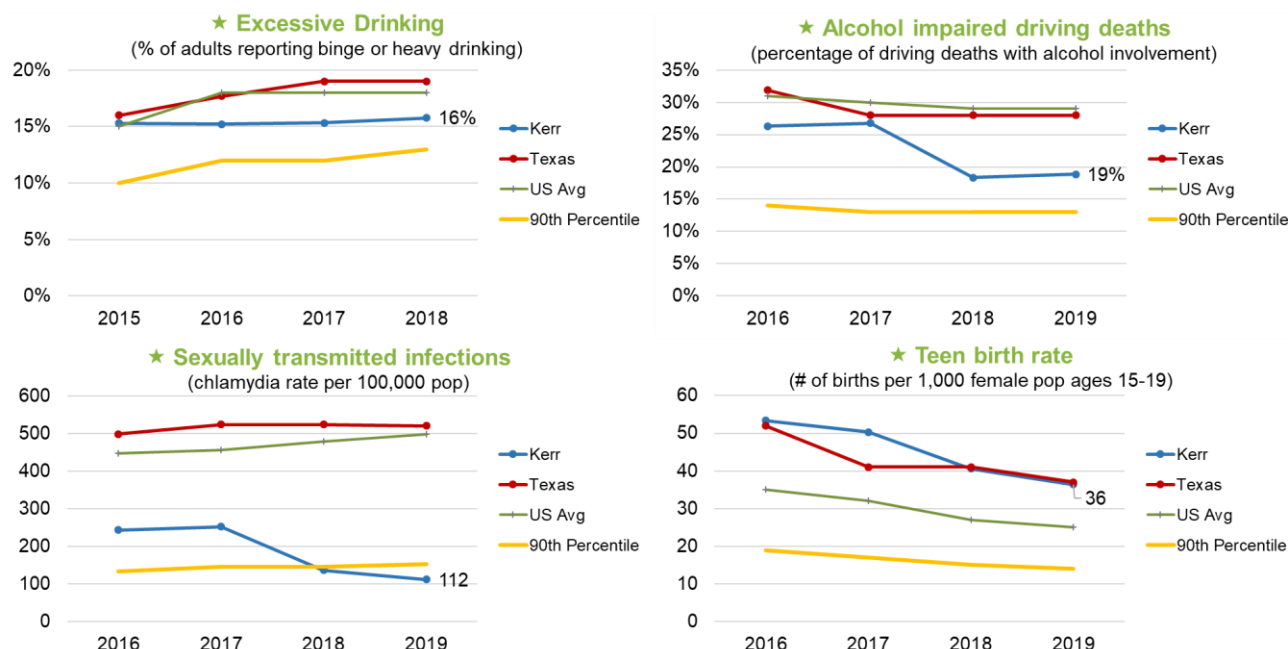 ★ Excessive Drinking
(% of adults reporting binge or heavy drinking)
20%
15%
10%
5%
0%
16%
2015 2016 2017 2018
Kerr
Texas
US Avg
90th Percentile
★ Alcohol impaired driving deaths
(percentage of driving deaths with alcohol involvement)
35%
30%
25%
20%
15%
10%
5%
0%
19%
2016 2017 2018 2019
Kerr
Texas
US Avg
90th Percentile
★ Sexually transmitted infections
(chlamydia rate per 100,000 pop)
600
500
400
300
200
100
0
112
2016 2017 2018 2019
Kerr
Texas
US Avg
90th Percentile
★ Teen birth rate
(# of births per 1,000 female pop ages 15-19)
60
50
40
30
20
10
0
36
2016 2017 2018 2019
Kerr
Texas
US Avg
90th Percentile